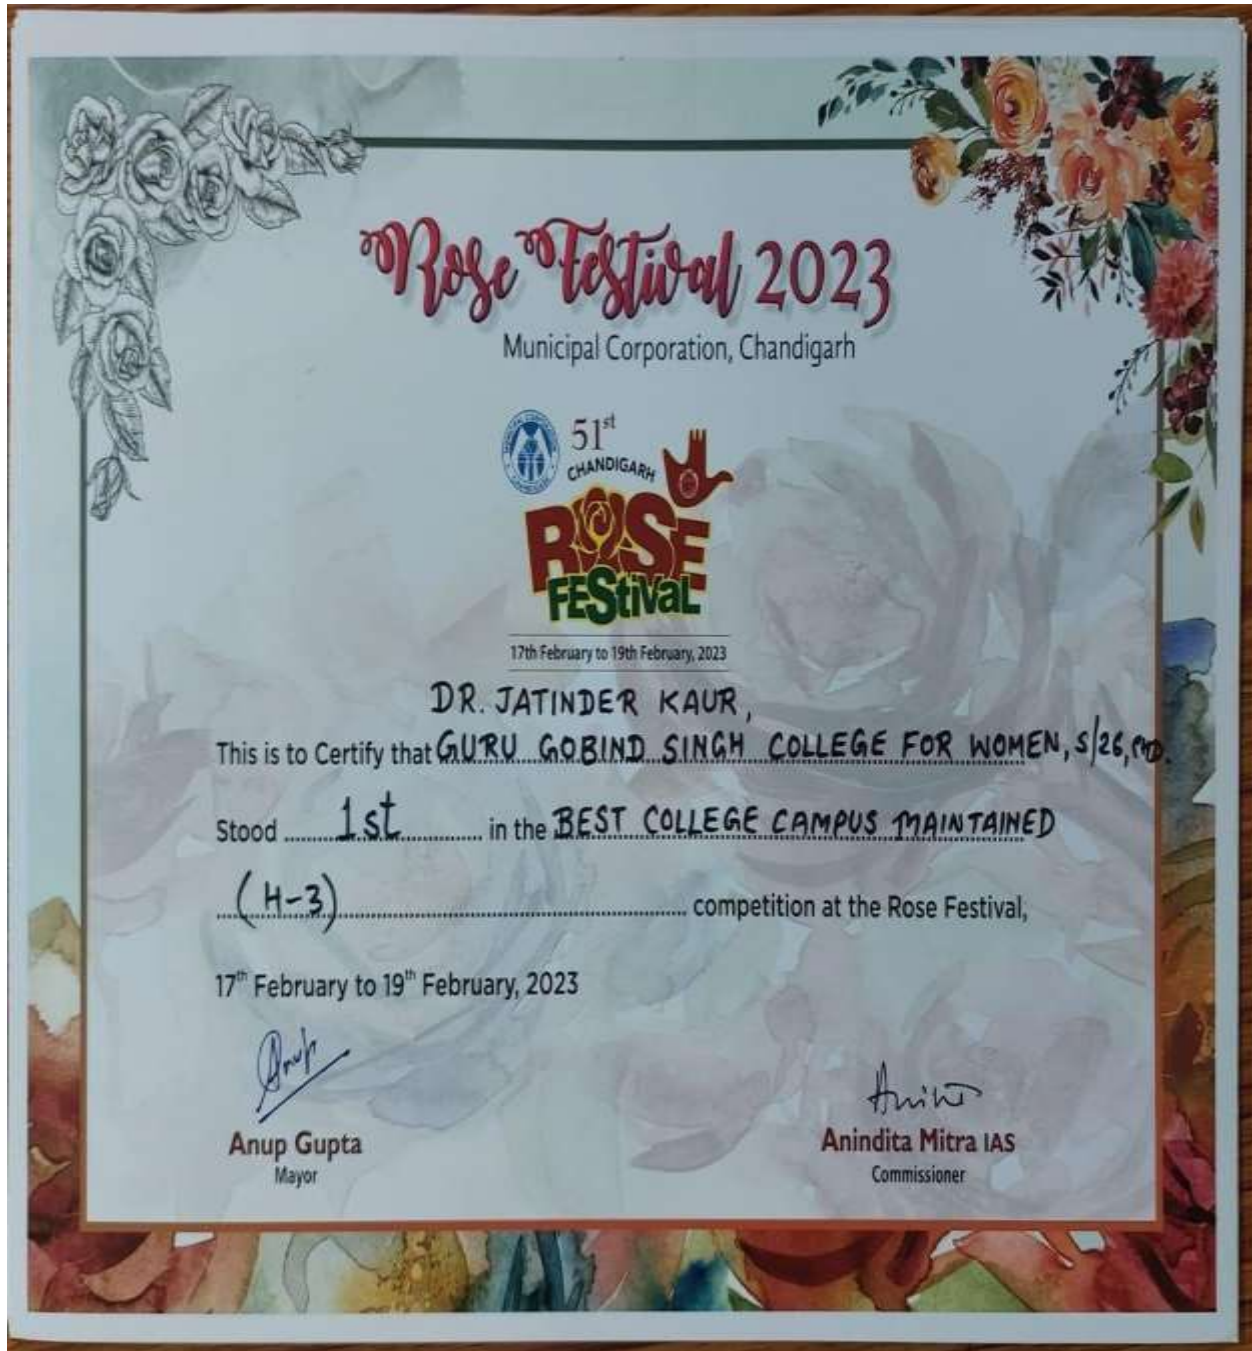 Rose Festival 2023
Municipal Corporation, Chandigarh
51st
CHANDIGARH
ROSE
FEStiVaL
17th February to 19th February, 2023
DR. JATINDER KAUR,
This is to Certify that GURU GOBIND SINGH COLLEGE FOR WOMEN, S/26, CHD.
Stood 1st in the BEST COLLEGE CAMPUS MAINTAINED
(H-3) competition at the Rose Festival,
17th February to 19th February, 2023
Anup
Anup Gupta
Mayor
Anindita Mitra IAS
Commissioner